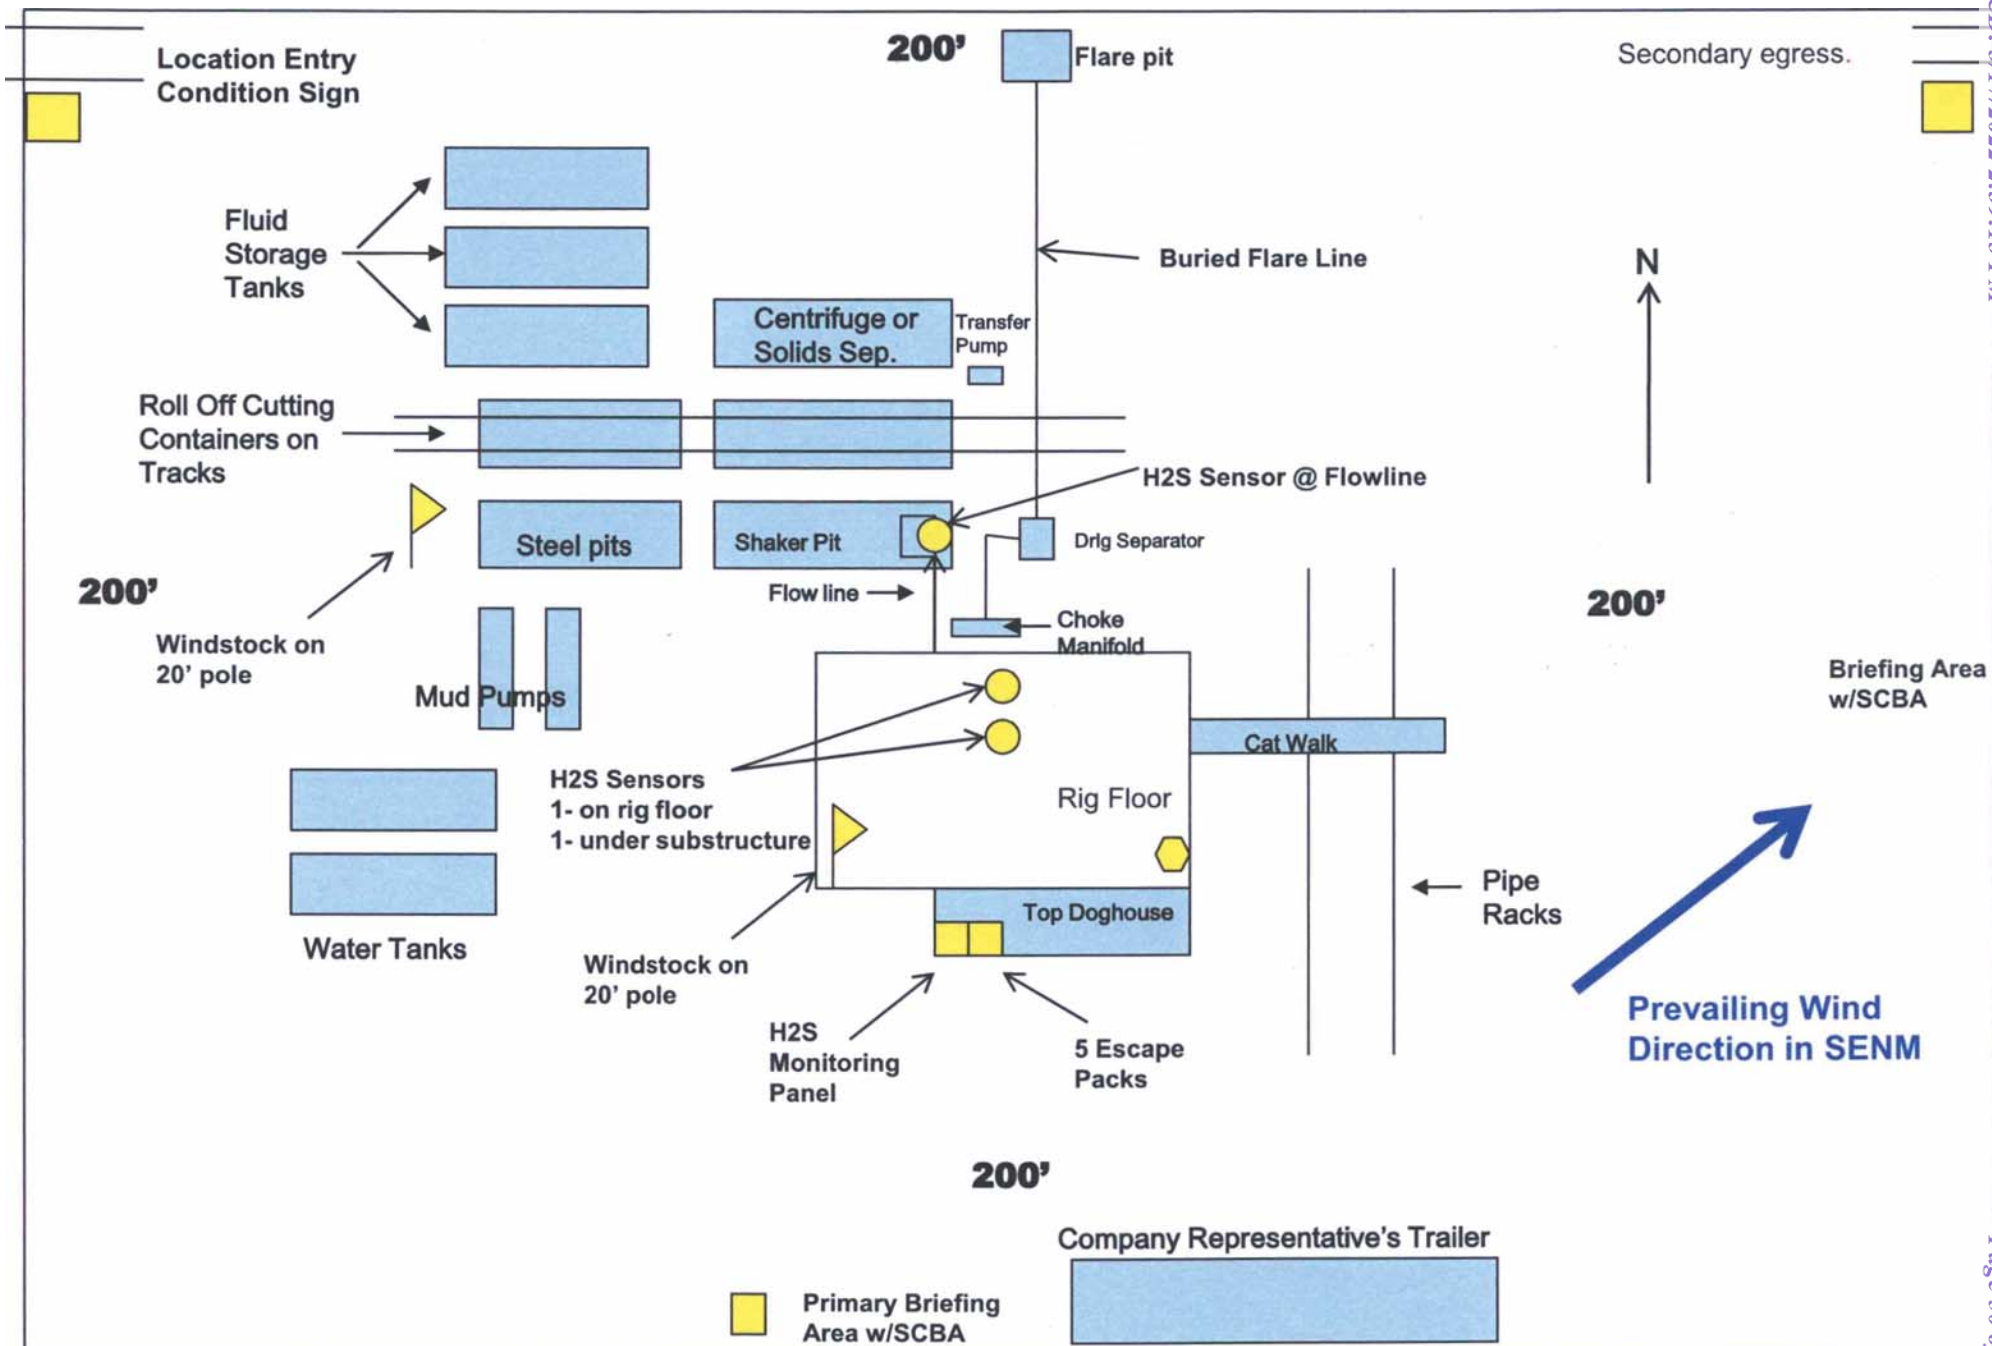 Location Entry
Condition Sign
200'
Flare pit
Secondary egress.
Fluid
Storage
Tanks
Buried Flare Line
N
Centrifuge or
Solids Sep.
Transfer
Pump
Roll Off Cutting
Containers on
Tracks
H2S Sensor @ Flowline
Steel pits
Shaker Pit
Drlg Separator
200'
Flow line
200'
Windstock on
20' pole
Choke
Manifold
Mud Pumps
Briefing Area
w/SCBA
Cat Walk
H2S Sensors
1- on rig floor
1- under substructure
Rig Floor
Pipe
Racks
Top Doghouse
Water Tanks
Windstock on
20' pole
Prevailing Wind
Direction in SENM
H2S
Monitoring
Panel
5 Escape
Packs
200'
Company Representative's Trailer
Primary Briefing
Area w/SCBA